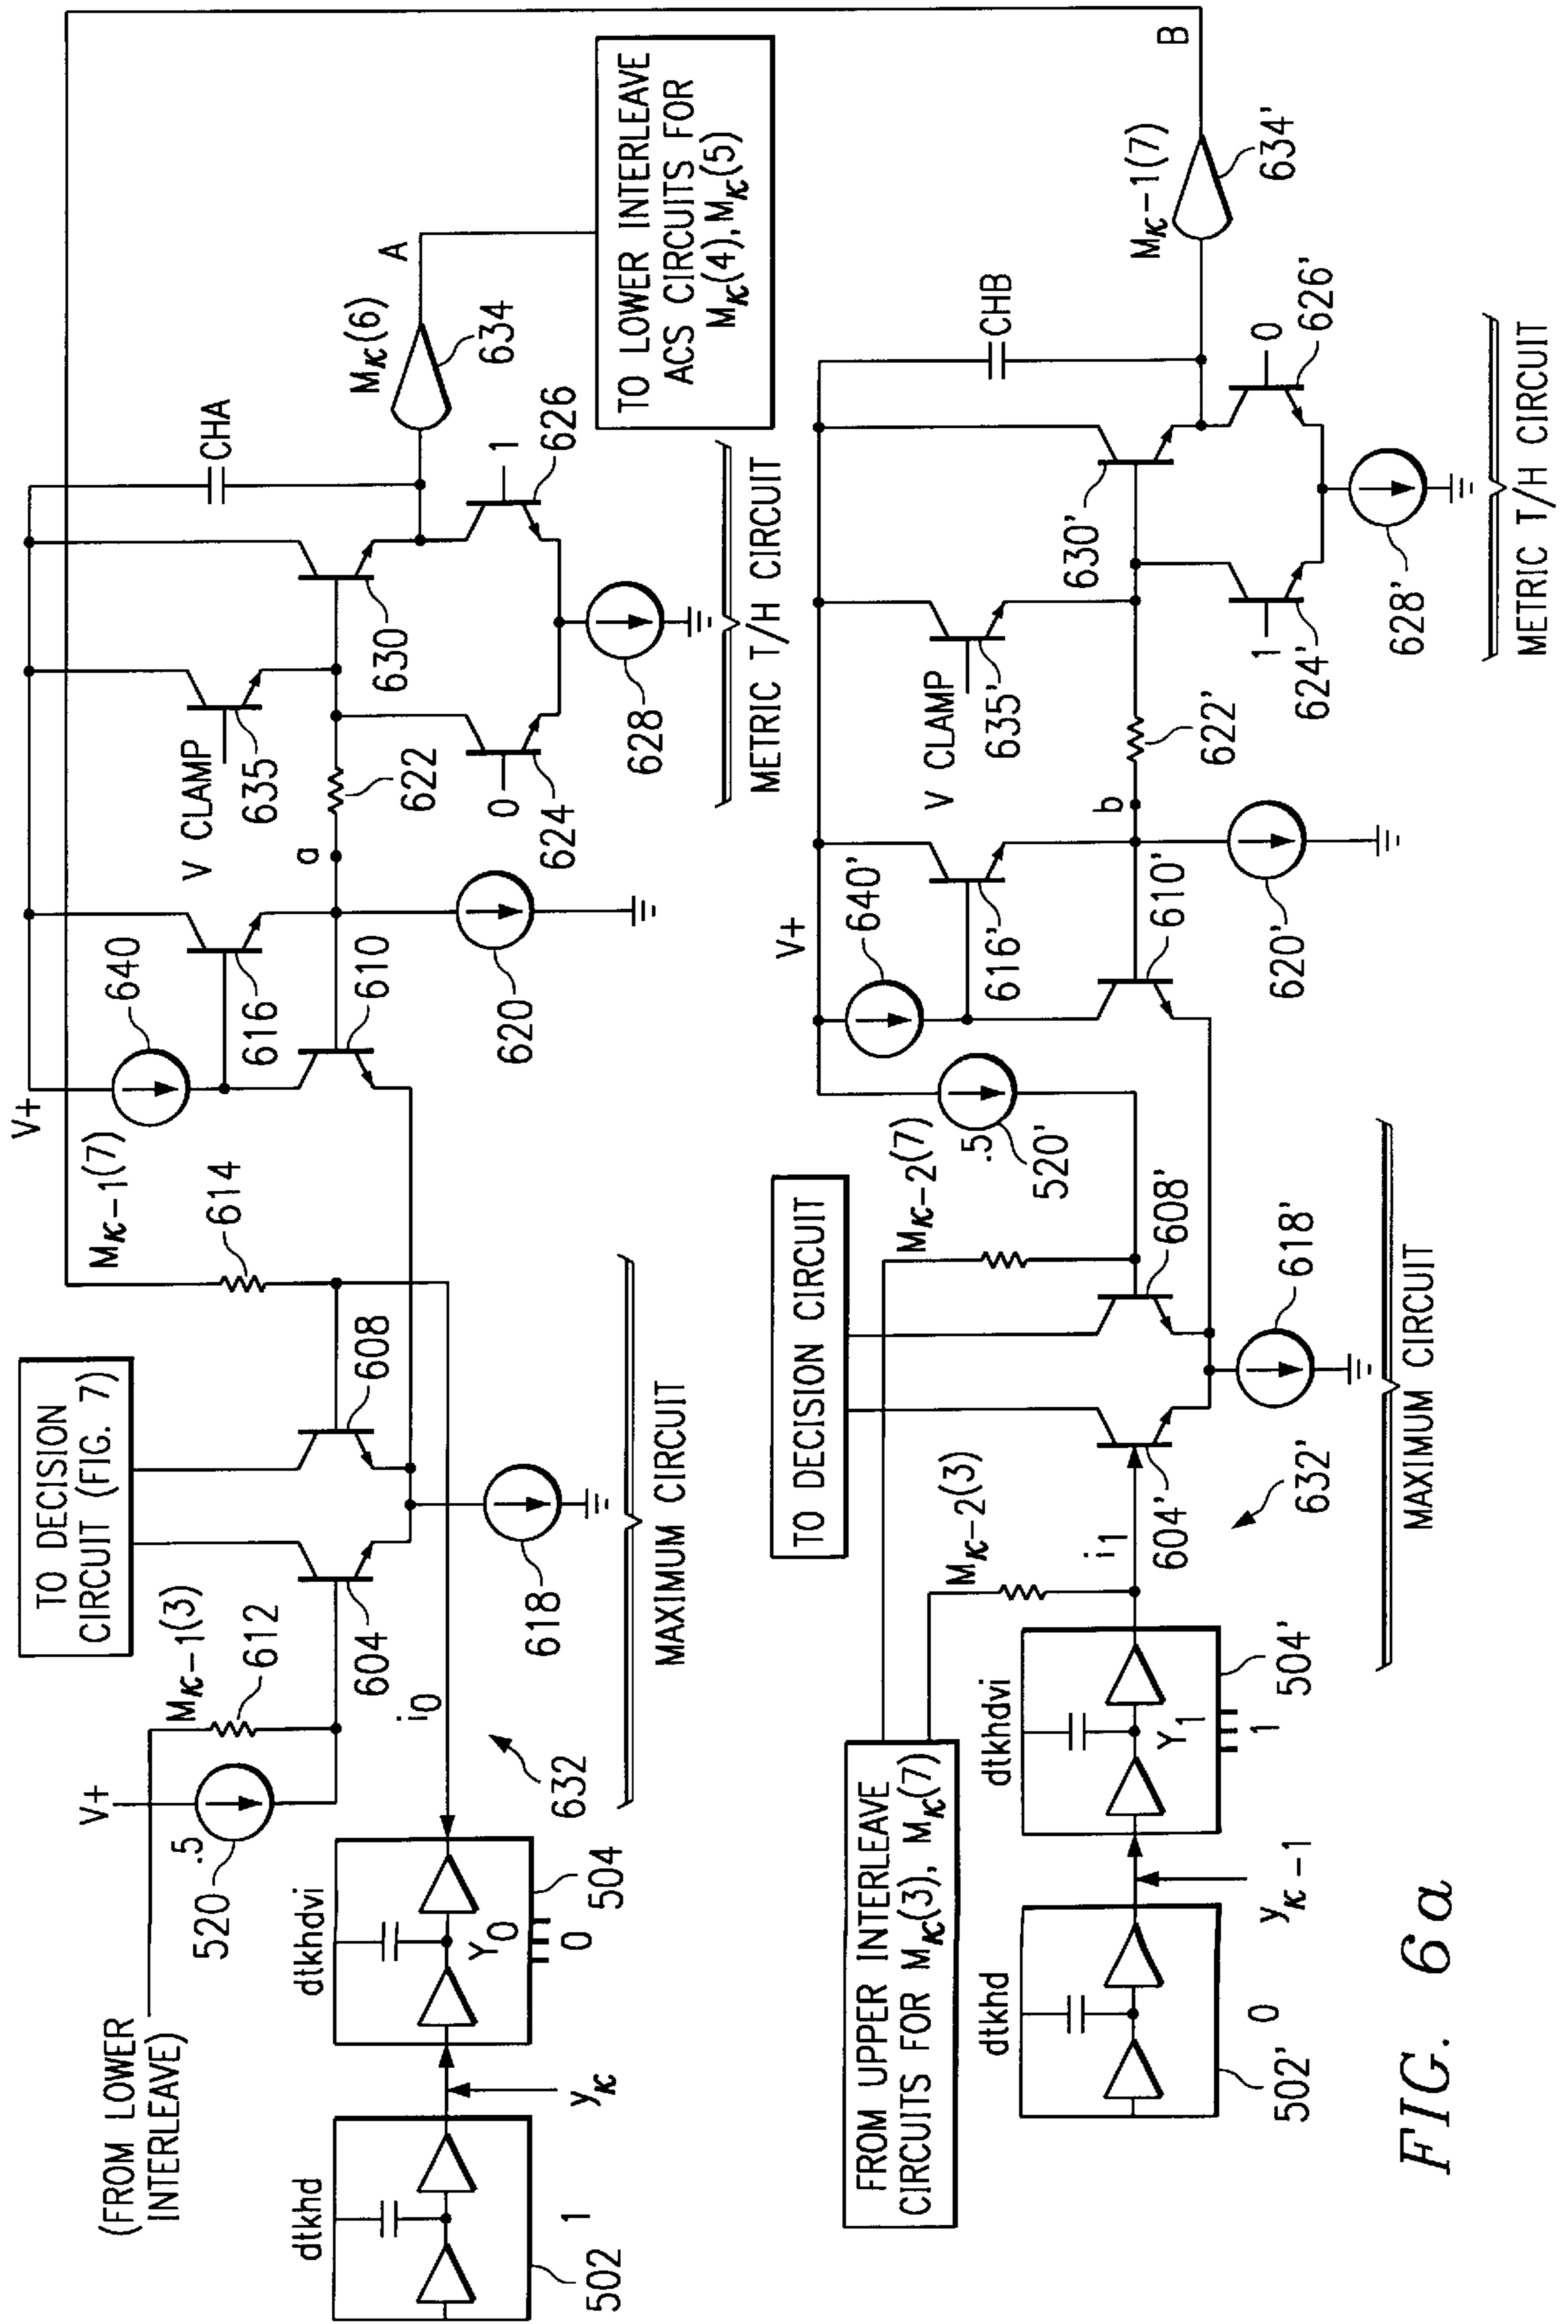 (FROM LOWER
INTERLEAVE)
V+
.5
520
Mκ−1(3)
612
TO DECISION
CIRCUIT (FIG. 7)
604
608
614
Mκ−1(7)
V+
640
616
610
a
620
V CLAMP
635
622
0
624
628
630
CHA
1
626
Mκ(6)
634
A
TO LOWER INTERLEAVE
ACS CIRCUITS FOR
Mκ(4),Mκ(5)
dtkhd
502
1
yκ
dtkhdvi
Y0
504
0
i0
632
618
MAXIMUM CIRCUIT
METRIC T/H CIRCUIT
FROM UPPER INTERLEAVE
CIRCUITS FOR Mκ(3), Mκ(7)
dtkhd
502'
0
yκ−1
dtkhdvi
Y1
504'
1
i1
Mκ−2(3)
TO DECISION CIRCUIT
604'
632'
608'
618'
Mκ−2(7)
.5
520'
V+
640'
616'
610'
b
620'
V CLAMP
635'
622'
1
624'
628'
630'
CHB
0
626'
Mκ−1(7)
634'
B
MAXIMUM CIRCUIT
METRIC T/H CIRCUIT
FIG. 6a